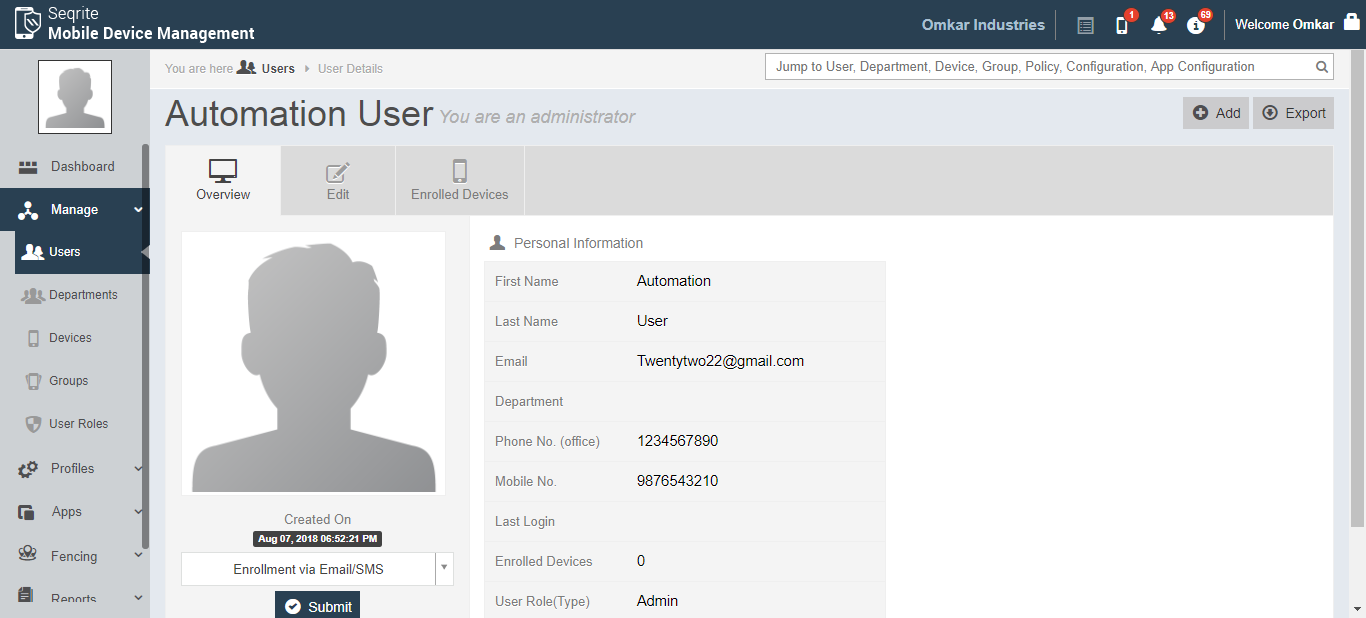 Seqrite
Mobile Device Management
Omkar Industries
1
13
69
Welcome Omkar
You are here Users User Details
Jump to User, Department, Device, Group, Policy, Configuration, App Configuration
Automation User You are an administrator
Add
Export
Dashboard
Manage
Users
Departments
Devices
Groups
User Roles
Profiles
Apps
Fencing
Reports
Overview
Edit
Enrolled Devices
Created On
Aug 07, 2018 06:52:21 PM
Enrollment via Email/SMS
Submit
Personal Information
First Name Automation
Last Name User
Email Twentytwo22@gmail.com
Department
Phone No. (office) 1234567890
Mobile No. 9876543210
Last Login
Enrolled Devices 0
User Role(Type) Admin